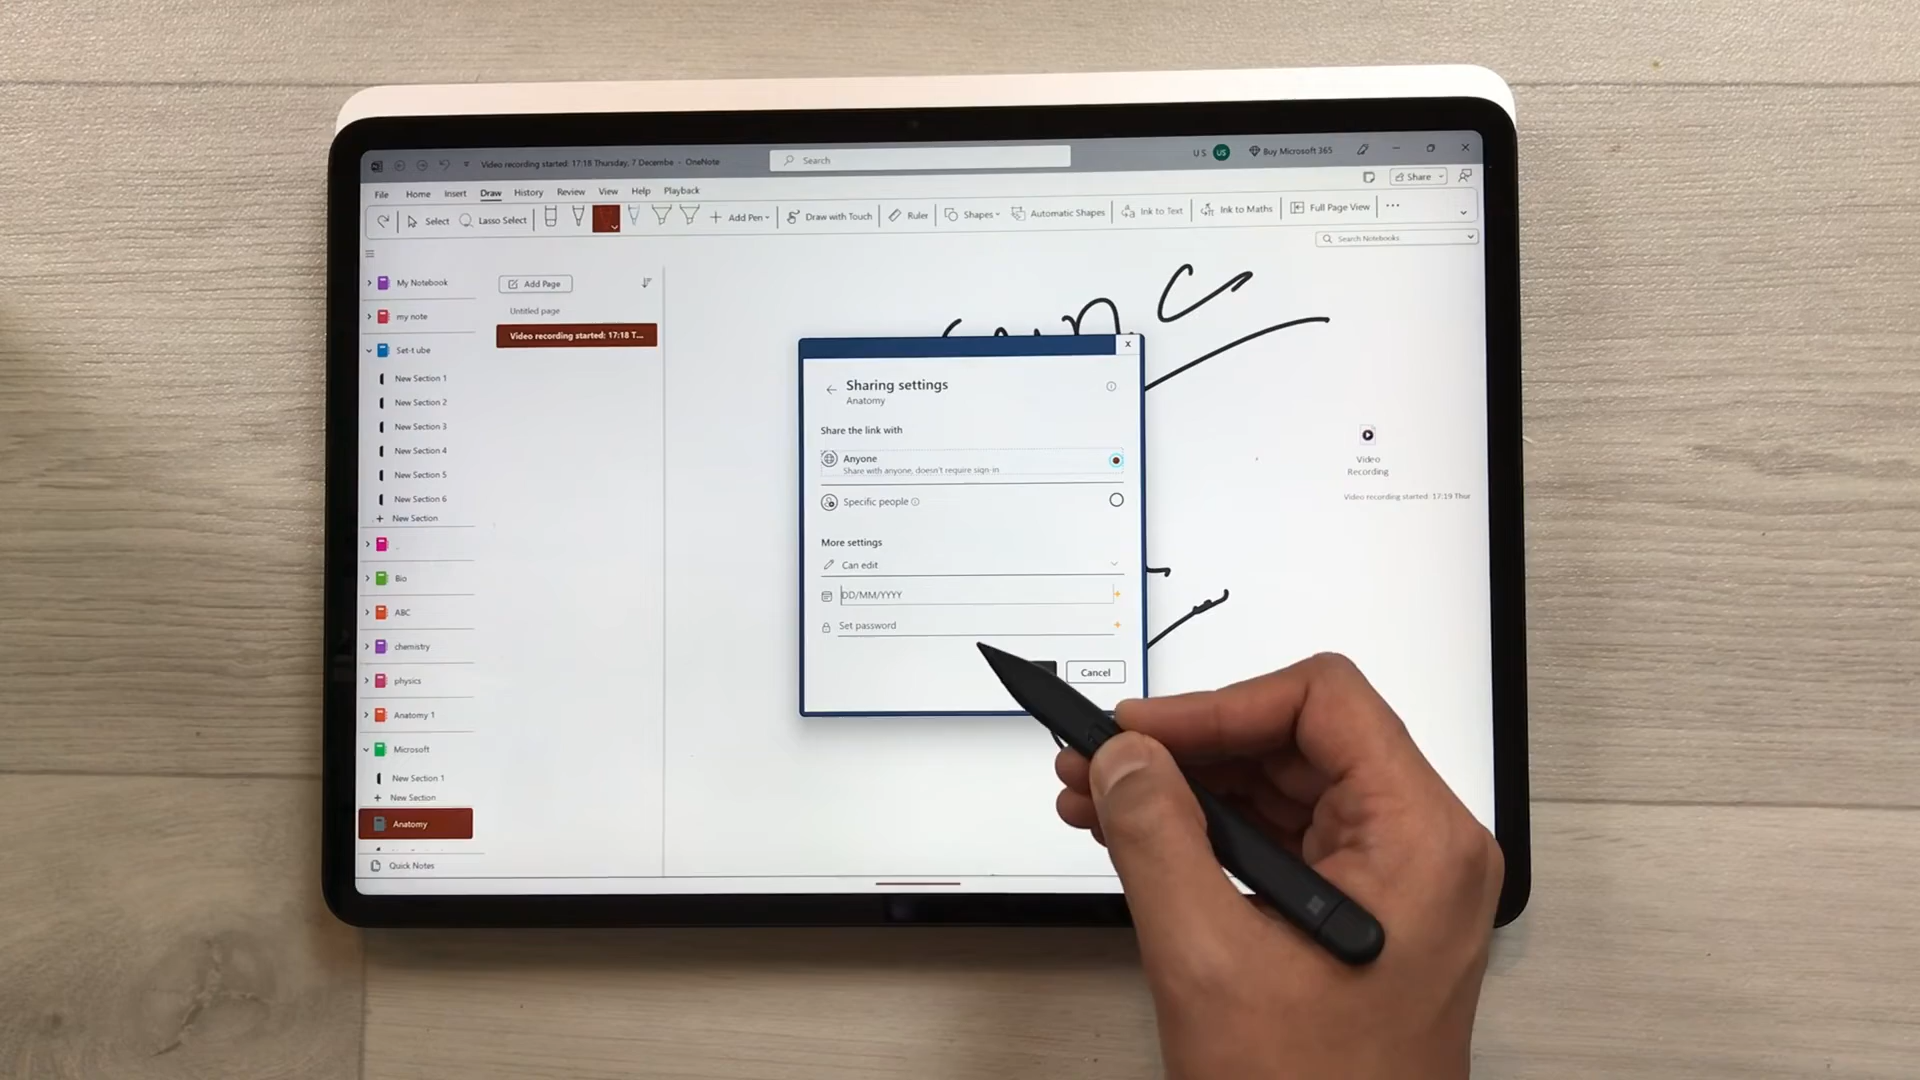 Video recording started: 17:18 Thursday, 7 Decembe - OneNote
Search
U S
US
Buy Microsoft 365
File Home Insert Draw History Review View Help Playback
Share
Select
Lasso Select
Add Pen
Draw with Touch
Ruler
Shapes
Automatic Shapes
Ink to Text
Ink to Maths
Full Page View
Search Notebooks
My Notebook
my note
Set-t ube
New Section 1
New Section 2
New Section 3
New Section 4
New Section 5
New Section 6
New Section
Bio
ABC
chemistry
physics
Anatomy 1
Microsoft
New Section 1
New Section
Anatomy
Quick Notes
Add Page
Untitled page
Video recording started: 17:18 T...
x
Sharing settings
Anatomy
Share the link with
Anyone
Share with anyone, doesn't require sign-in
Specific people
More settings
Can edit
DD/MM/YYYY
Set password
Cancel
Video
Recording
Video recording started: 17:19 Thur